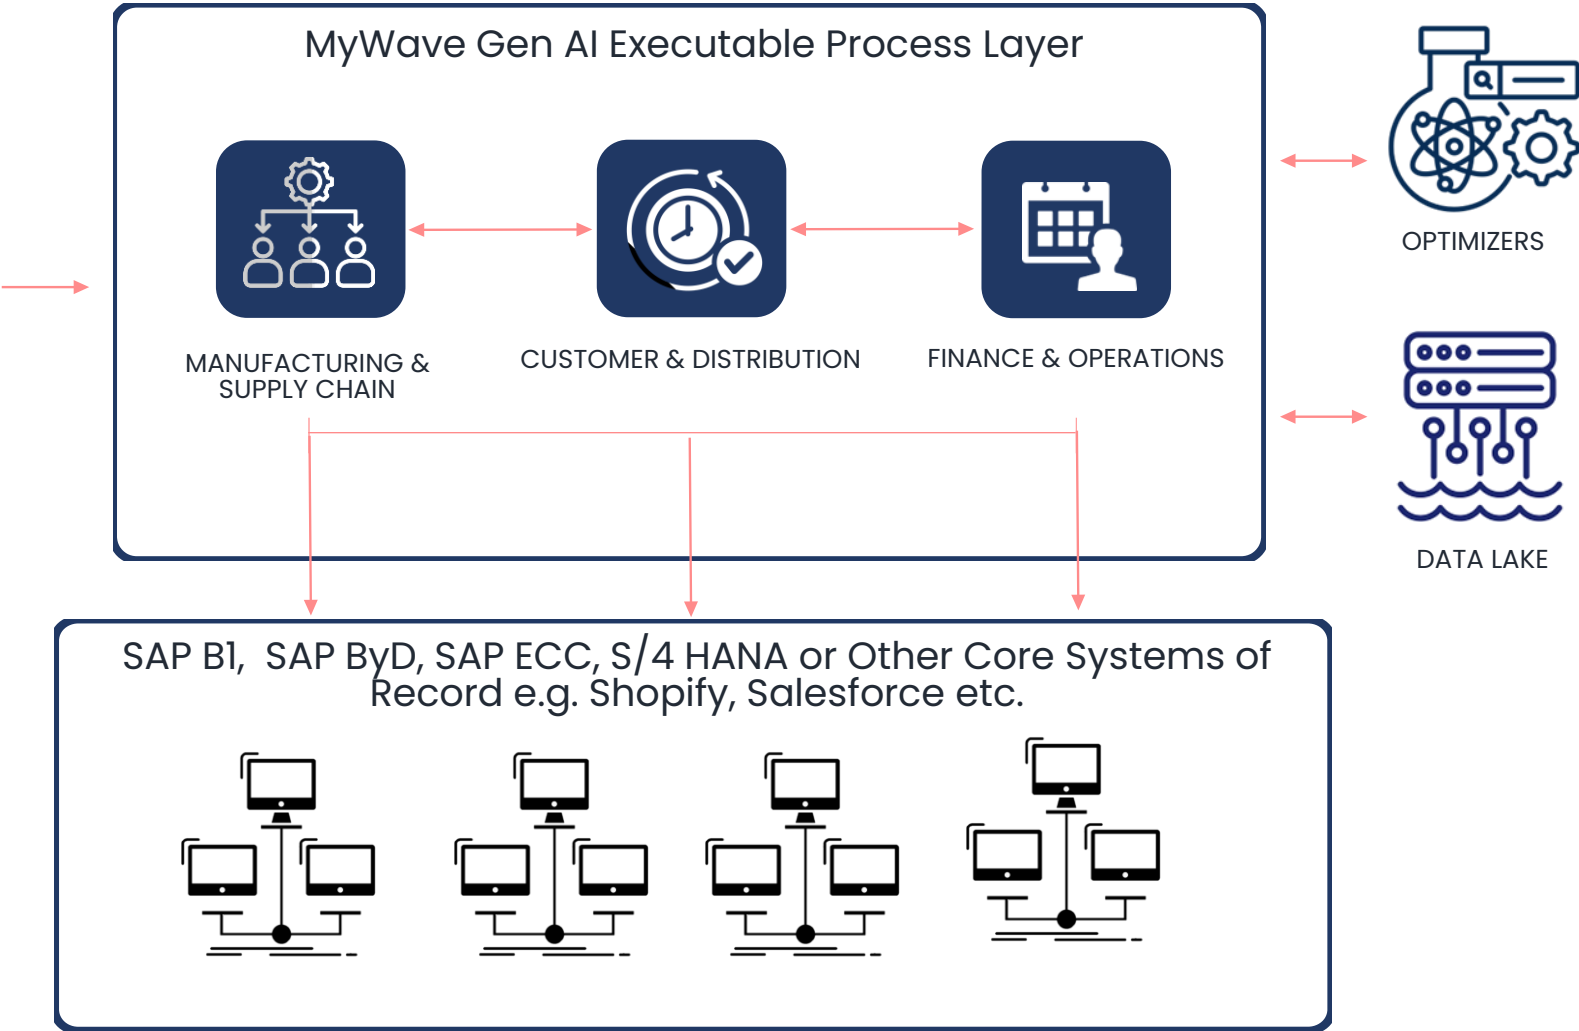 MyWave Gen AI Executable Process Layer
MANUFACTURING &
SUPPLY CHAIN
CUSTOMER & DISTRIBUTION
FINANCE & OPERATIONS
OPTIMIZERS
DATA LAKE
SAP B1,  SAP ByD, SAP ECC, S/4 HANA or Other Core Systems of
Record e.g. Shopify, Salesforce etc.